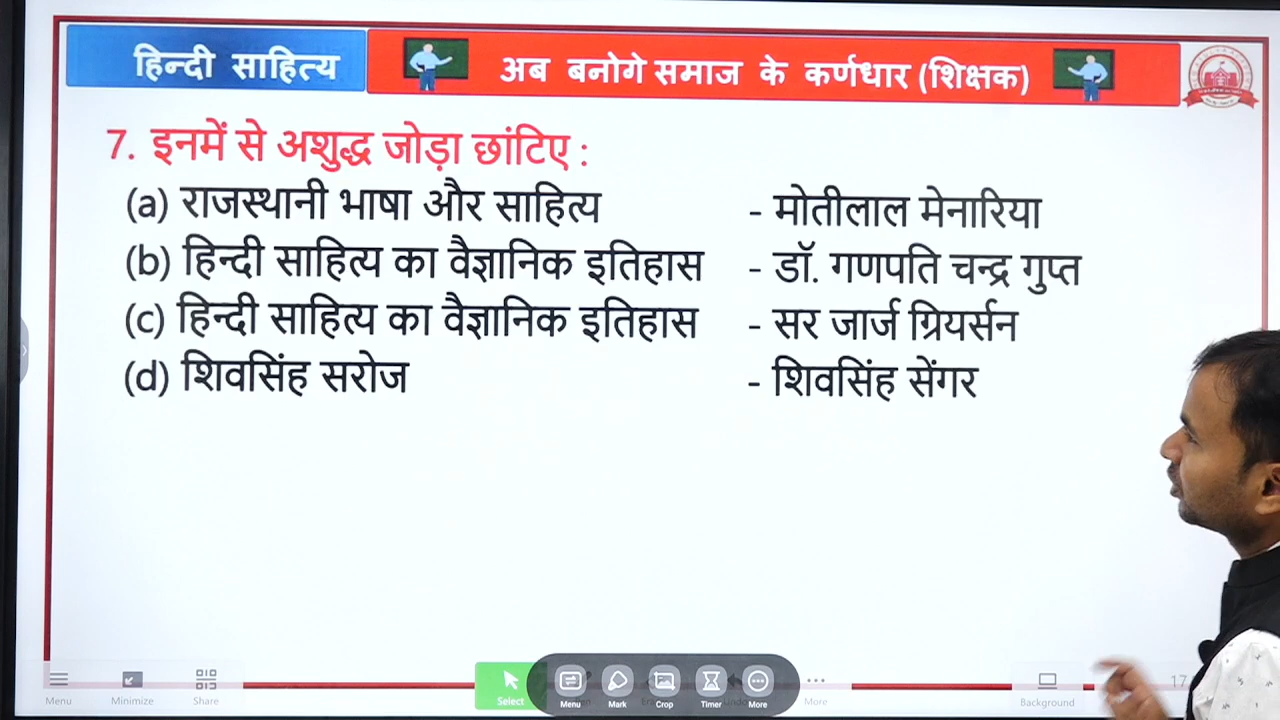 हिन्दी साहित्य
अब बनोगे समाज के कर्णधार (शिक्षक)
7. इनमें से अशुद्ध जोड़ा छांटिए :
(a) राजस्थानी भाषा और साहित्य - मोतीलाल मेनारिया
(b) हिन्दी साहित्य का वैज्ञानिक इतिहास - डॉ. गणपति चन्द्र गुप्त
(c) हिन्दी साहित्य का वैज्ञानिक इतिहास - सर जार्ज ग्रियर्सन
(d) शिवसिंह सरोज - शिवसिंह सेंगर
Menu Minimize Share Select Menu Mark Crop Timer More More Background 17